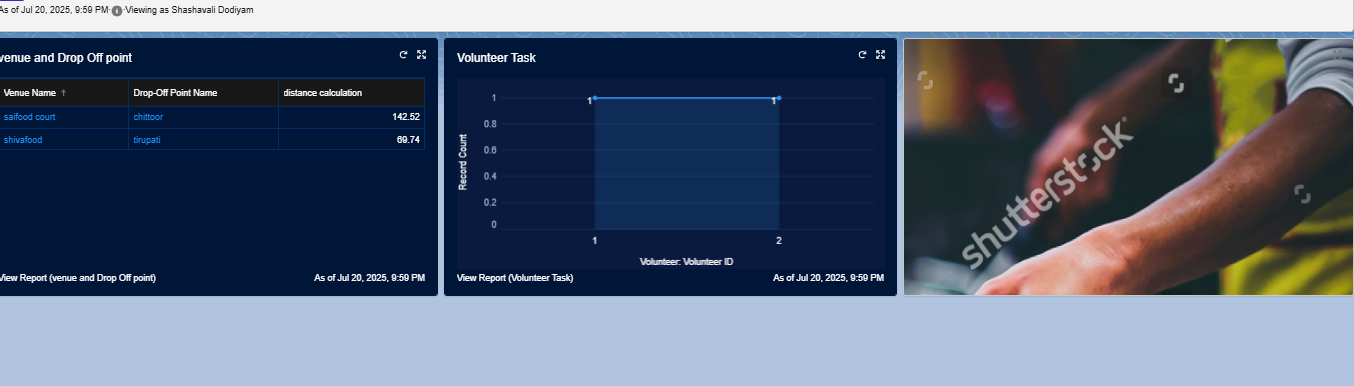 As of Jul 20, 2025, 9:59 PM Viewing as Shashavali Dodiyam
venue and Drop Off point
Venue Name ↑ Drop-Off Point Name distance calculation
saifood court chittoor 142.52
shivafood tirupati 69.74
View Report (venue and Drop Off point) As of Jul 20, 2025, 9:59 PM
Volunteer Task
Record Count
1
0.8
0.6
0.4
0.2
0
1 1
1 2
Volunteer: Volunteer ID
View Report (Volunteer Task) As of Jul 20, 2025, 9:59 PM
shutterstock